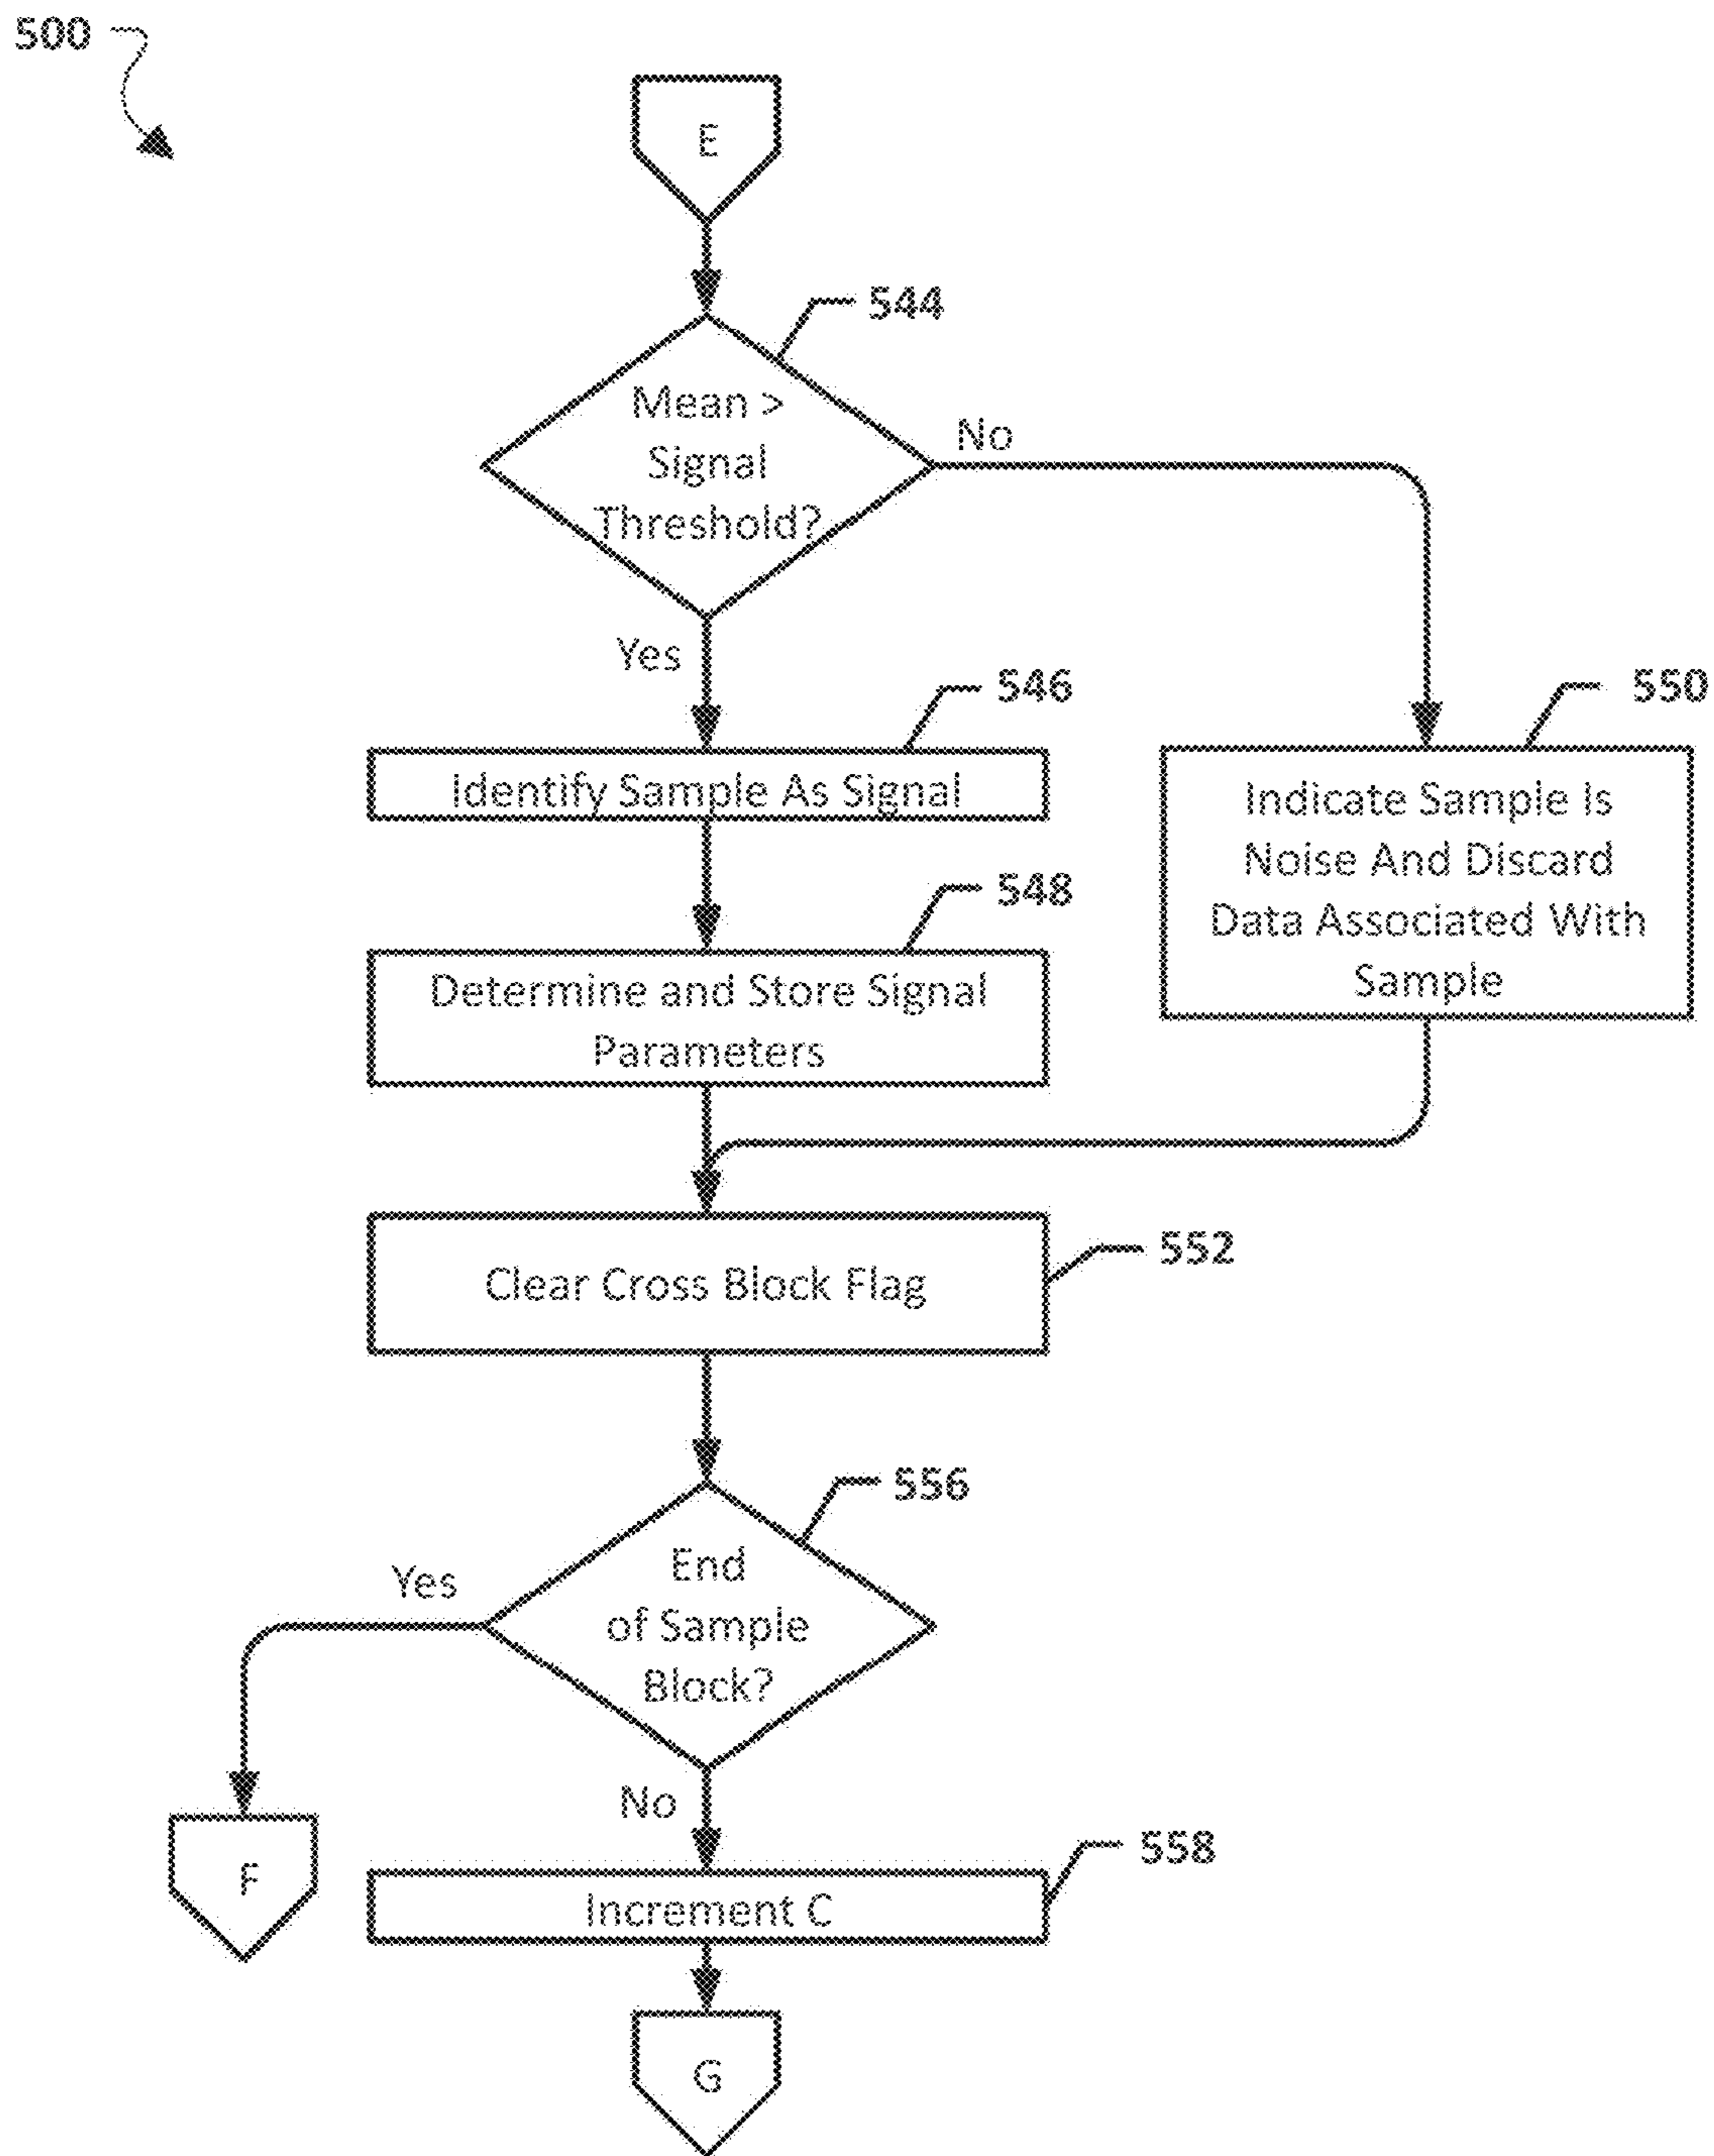 500
E
544
Mean >
Signal
Threshold?
No
Yes
546
550
Identify Sample As Signal
Indicate Sample Is
Noise And Discard
Data Associated With
Sample
548
Determine and Store Signal
Parameters
552
Clear Cross Block Flag
556
End
of Sample
Block?
Yes
No
F
558
Increment C
G